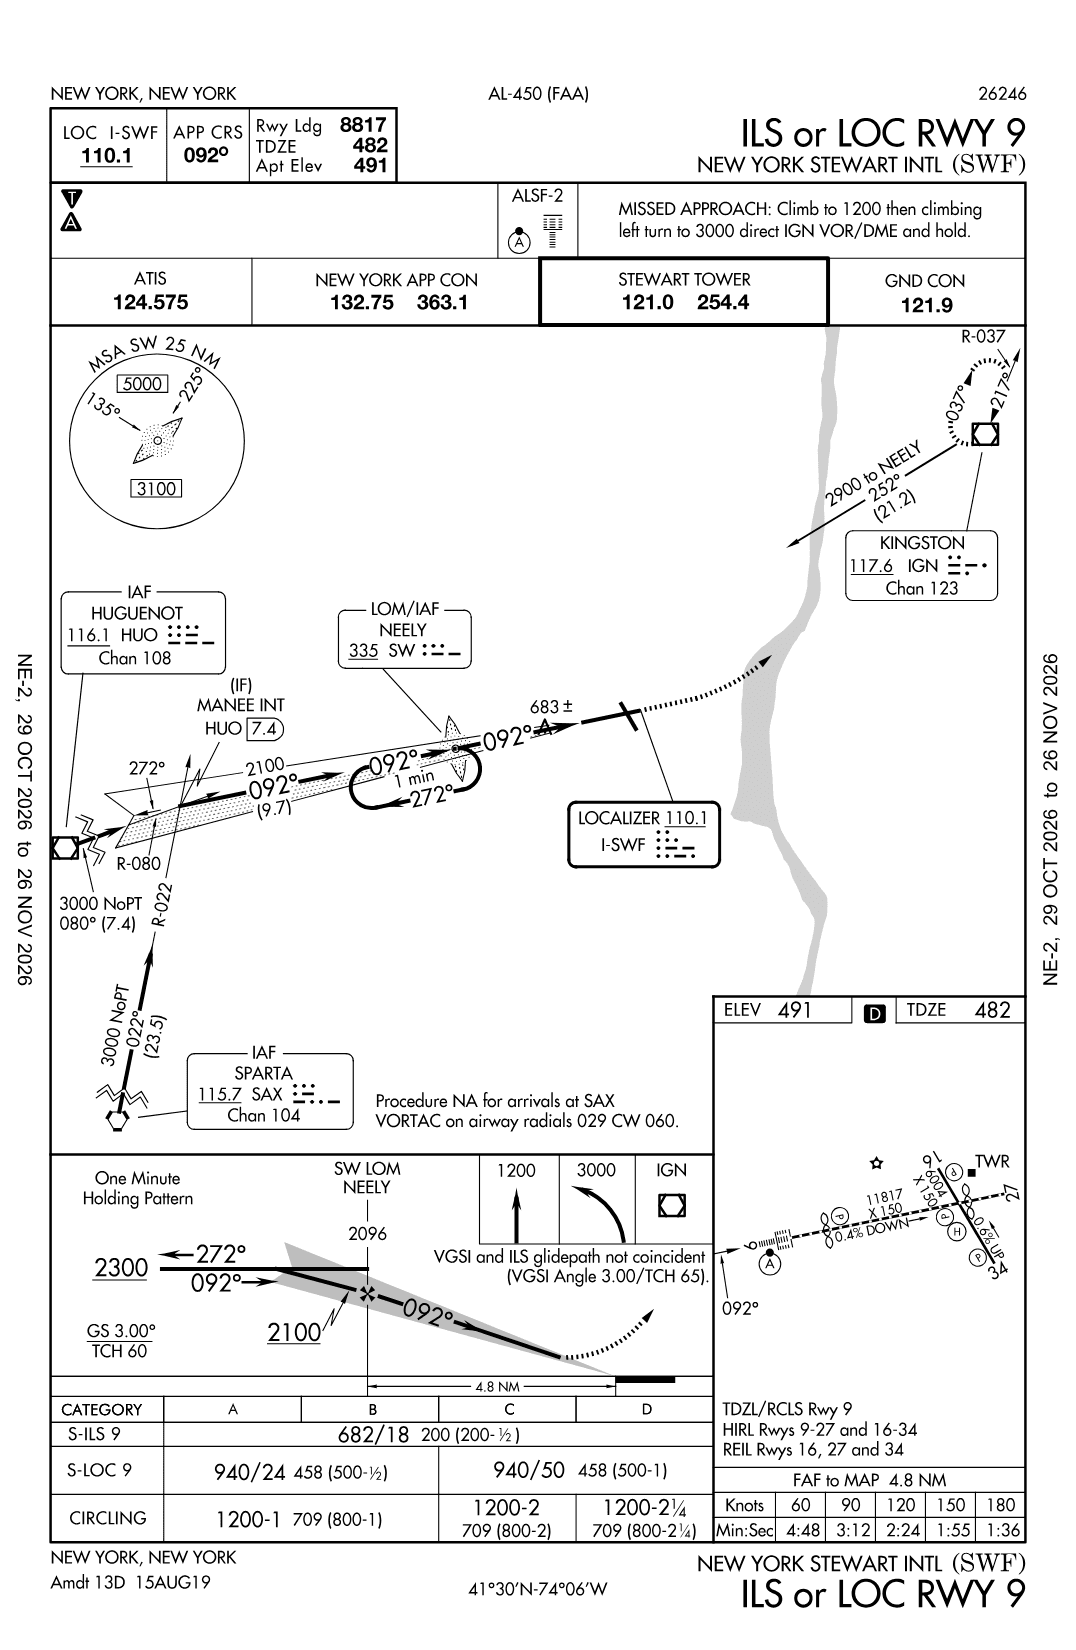 NEW YORK, NEW YORK
AL-450 (FAA)
26246
LOC I-SWF
110.1
APP CRS
092°
Rwy Ldg 8817
TDZE 482
Apt Elev 491
ILS or LOC RWY 9
NEW YORK STEWART INTL (SWF)
T
A
ALSF-2
A
MISSED APPROACH: Climb to 1200 then climbing
left turn to 3000 direct IGN VOR/DME and hold.
ATIS
124.575
NEW YORK APP CON
132.75 363.1
STEWART TOWER
121.0 254.4
GND CON
121.9
MSA SW 25 NM
5000
225°
135°
3100
R-037
037°
217°
2900 to NEELY
252°
(21.2)
KINGSTON
117.6 IGN
Chan 123
IAF
HUGUENOT
116.1 HUO
Chan 108
LOM/IAF
NEELY
335 SW
(IF)
MANEE INT
HUO 7.4
683 ±
272°
2100
092°
(9.7)
092°
1 min
272°
092°
R-080
3000 NoPT
080° (7.4)
R-022
LOCALIZER 110.1
I-SWF
3000 NoPT
022°
(23.5)
IAF
SPARTA
115.7 SAX
Chan 104
Procedure NA for arrivals at SAX
VORTAC on airway radials 029 CW 060.
NE-2, 29 OCT 2026 to 26 NOV 2026
NE-2, 29 OCT 2026 to 26 NOV 2026
ELEV 491
D
TDZE 482
TWR
16
P
6004
X 150
27
11817
X 150
P
0.4% DOWN
P
H
0.6% UP
P
34
A
092°
TDZL/RCLS Rwy 9
HIRL Rwys 9-27 and 16-34
REIL Rwys 16, 27 and 34
FAF to MAP 4.8 NM
Knots 60 90 120 150 180
Min:Sec 4:48 3:12 2:24 1:55 1:36
One Minute
Holding Pattern
SW LOM
NEELY
2096
1200
3000
IGN
VGSI and ILS glidepath not coincident
(VGSI Angle 3.00/TCH 65).
2300
272°
092°
092°
2100
GS 3.00°
TCH 60
4.8 NM
CATEGORY A B C D
S-ILS 9 682/18 200 (200-½)
S-LOC 9 940/24 458 (500-½) 940/50 458 (500-1)
CIRCLING 1200-1 709 (800-1) 1200-2 709 (800-2) 1200-2¼ 709 (800-2¼)
NEW YORK, NEW YORK
Amdt 13D 15AUG19
41°30'N-74°06'W
NEW YORK STEWART INTL (SWF)
ILS or LOC RWY 9